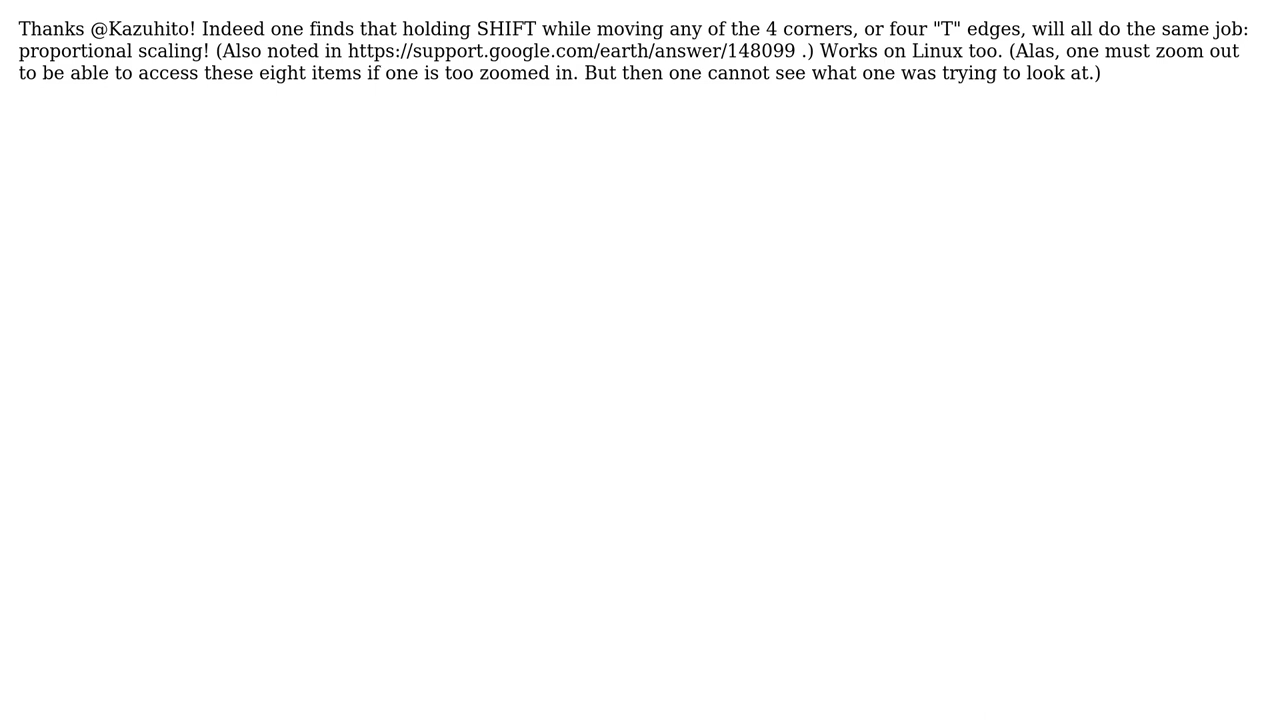 Thanks @Kazuhito! Indeed one finds that holding SHIFT while moving any of the 4 corners, or four "T" edges, will all do the same job:
proportional scaling! (Also noted in https://support.google.com/earth/answer/148099 .) Works on Linux too. (Alas, one must zoom out
to be able to access these eight items if one is too zoomed in. But then one cannot see what one was trying to look at.)